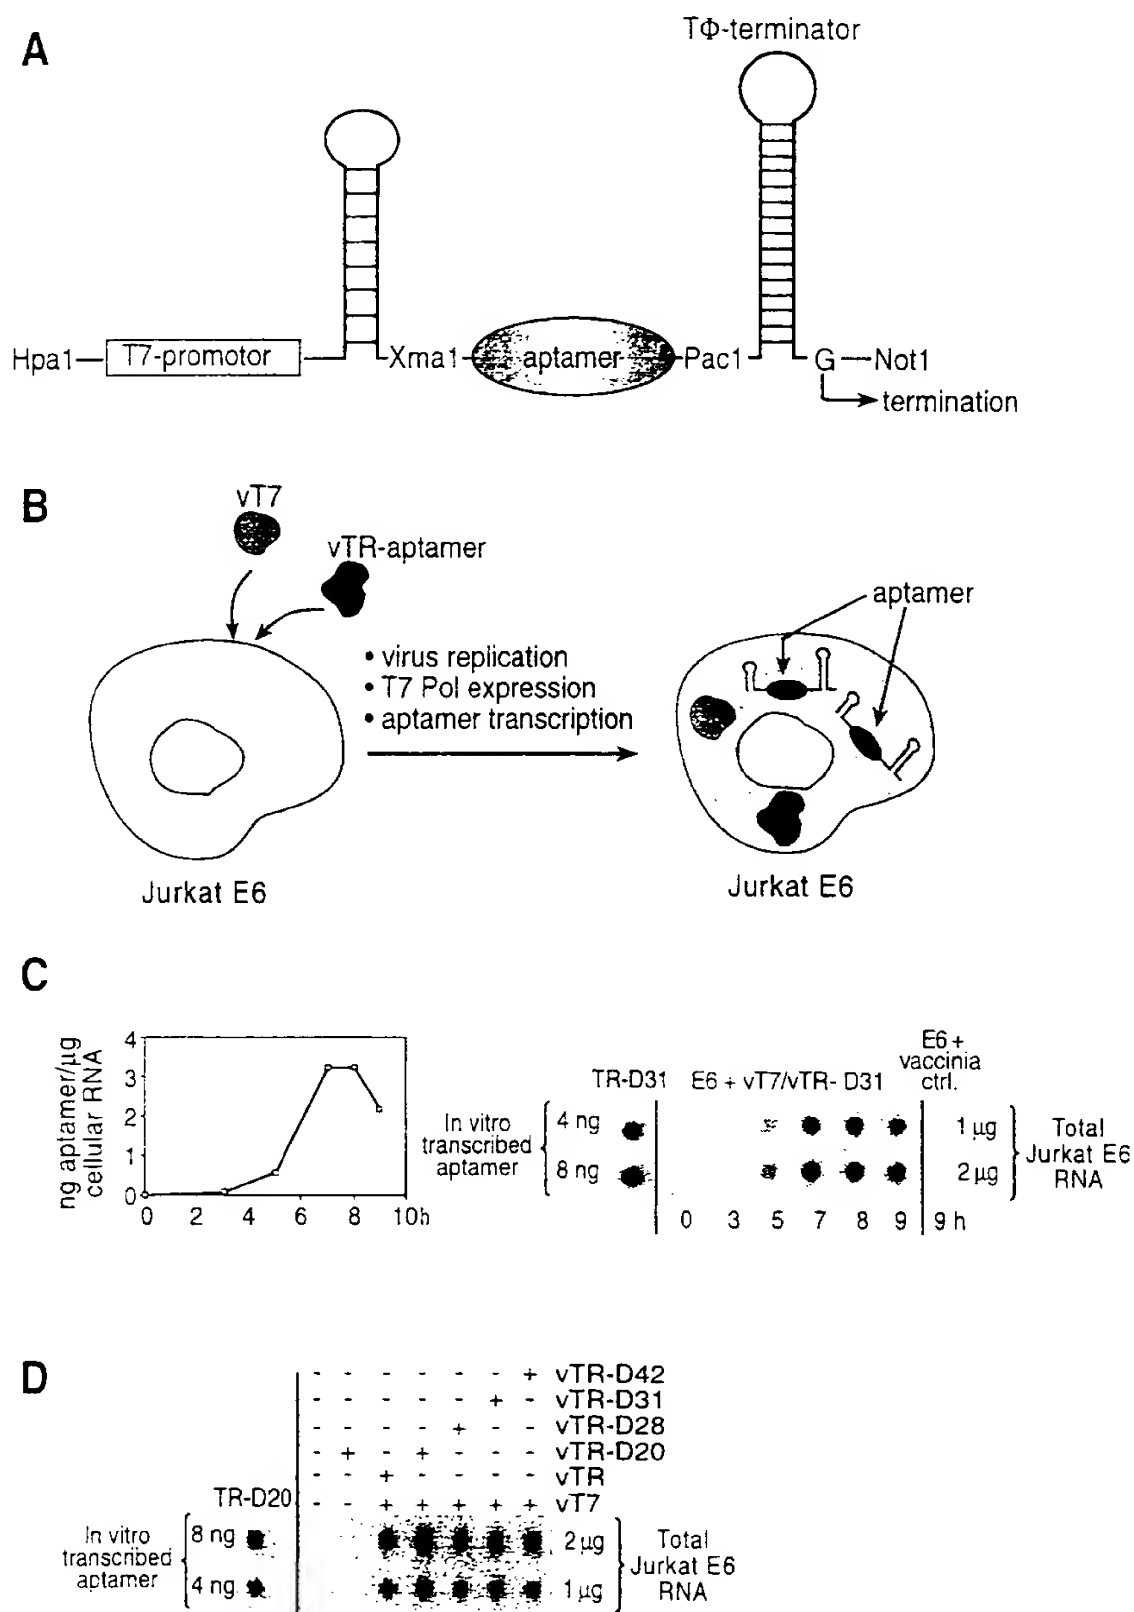 A
TΦ-terminator
Hpa1
T7-promotor
Xma1
aptamer
Pac1
G
Not1
termination
B
vT7
vTR-aptamer
aptamer
• virus replication
• T7 Pol expression
• aptamer transcription
Jurkat E6
Jurkat E6
C
ng aptamer/µg
cellular RNA
4
3
2
1
0
0 2 4 6 8 10h
In vitro
transcribed
aptamer
TR-D31
4 ng
8 ng
E6 + vT7/vTR- D31
E6 +
vaccinia
ctrl.
1 µg
2 µg
Total
Jurkat E6
RNA
0 3 5 7 8 9 9 h
D
- - - - - - + vTR-D42
- - - - - + - vTR-D31
- - - - + - - vTR-D28
- + - + - - - vTR-D20
- - + - - - - vTR
TR-D20 - - + + + + + vT7
In vitro
transcribed
aptamer
8 ng
4 ng
2 µg
1 µg
Total
Jurkat E6
RNA